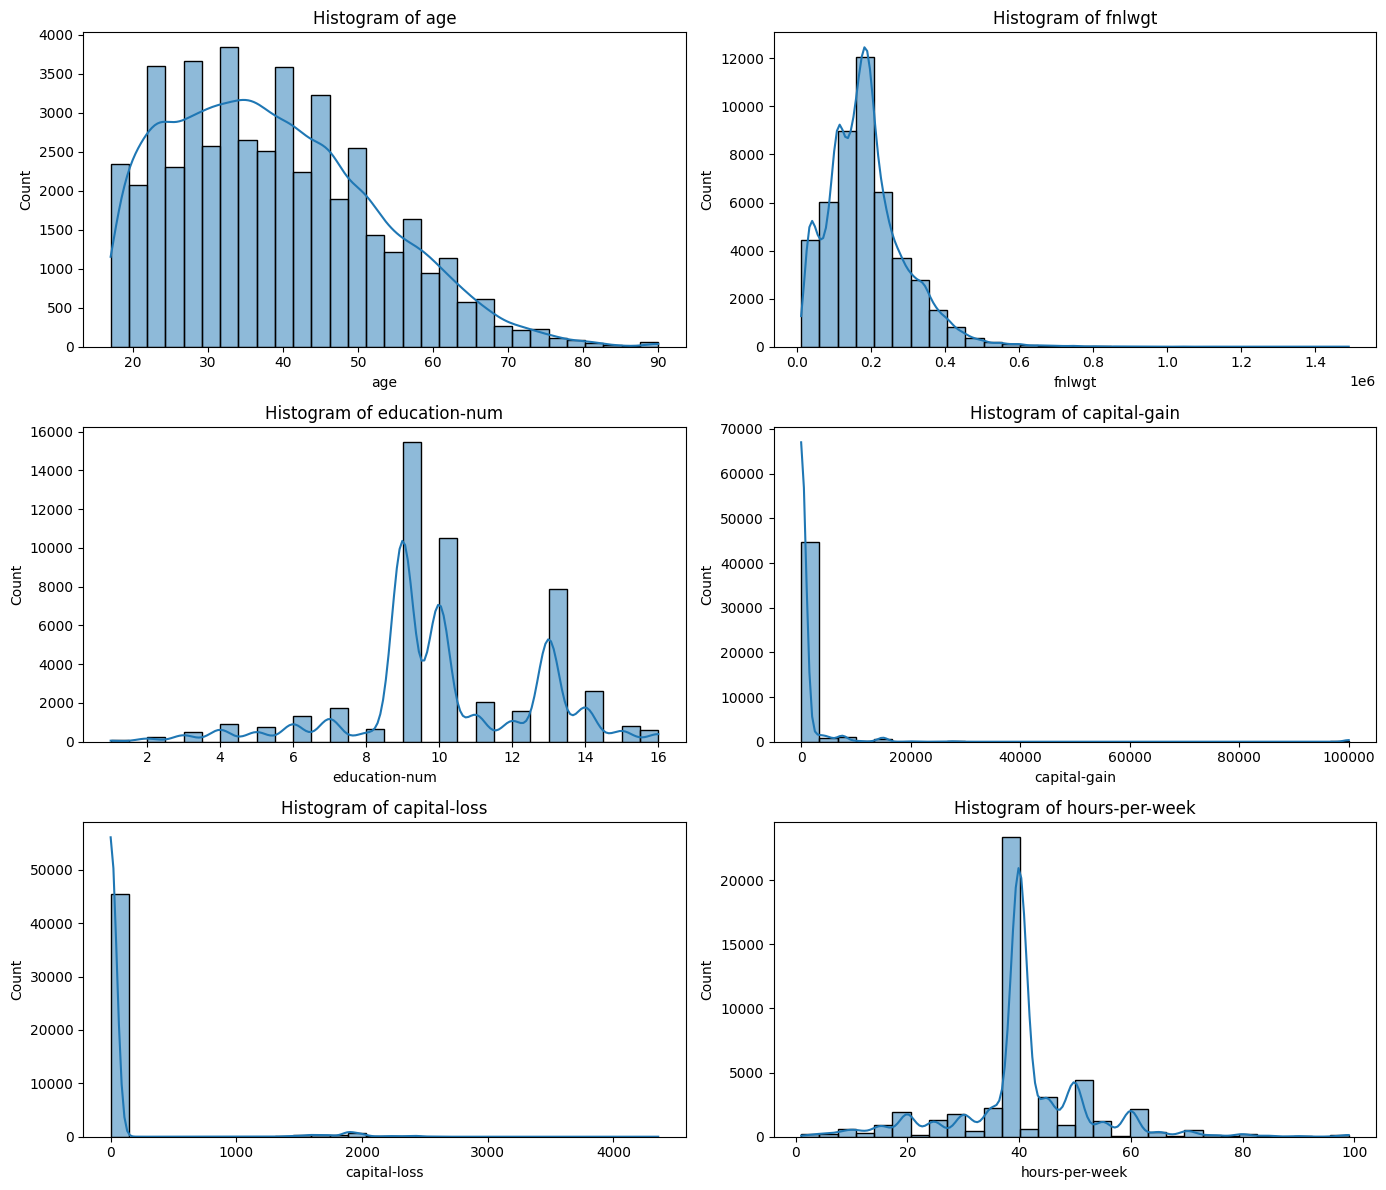 Histogram of age
Count
4000
3500
3000
2500
2000
1500
1000
500
0
20 30 40 50 60 70 80 90
age
Histogram of fnlwgt
Count
12000
10000
8000
6000
4000
2000
0
0.0 0.2 0.4 0.6 0.8 1.0 1.2 1.4
1e6
fnlwgt
Histogram of education-num
Count
16000
14000
12000
10000
8000
6000
4000
2000
0
2 4 6 8 10 12 14 16
education-num
Histogram of capital-gain
Count
70000
60000
50000
40000
30000
20000
10000
0
0 20000 40000 60000 80000 100000
capital-gain
Histogram of capital-loss
Count
50000
40000
30000
20000
10000
0
0 1000 2000 3000 4000
capital-loss
Histogram of hours-per-week
Count
20000
15000
10000
5000
0
0 20 40 60 80 100
hours-per-week